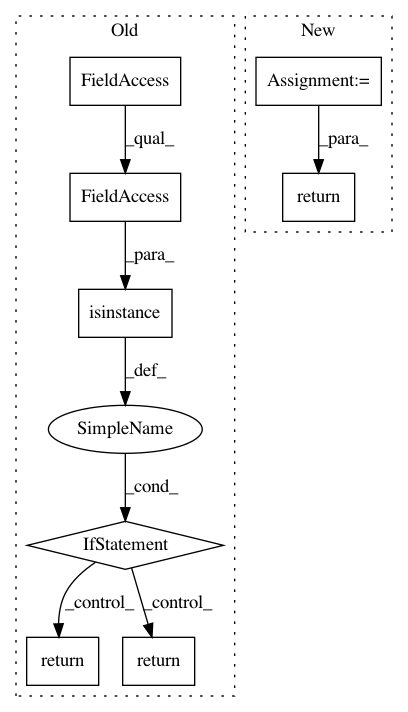 Old
New
FieldAccess
Assignment:=
_qual_
_para_
FieldAccess
return
_para_
isinstance
_def_
SimpleName
_cond_
IfStatement
_control_
_control_
return
return